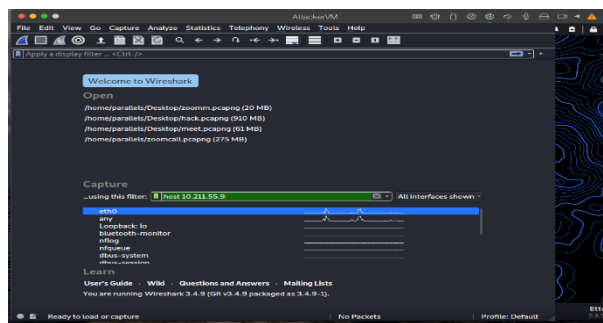 AttackerVM
File Edit View Go Capture Analyze Statistics Telephony Wireless Tools Help
Apply a display filter ... <Ctrl-/>
Welcome to Wireshark
Open
/home/parallels/Desktop/zoomm.pcapng (20 MB)
/home/parallels/Desktop/hack.pcapng (910 MB)
/home/parallels/Desktop/meet.pcapng (61 MB)
/home/parallels/zoomcall.pcapng (275 MB)
Capture
...using this filter: host 10.211.55.9 All interfaces shown
eth0
any
Loopback: lo
bluetooth-monitor
nflog
nfqueue
dbus-system
dbus-session
Learn
User's Guide · Wiki · Questions and Answers · Mailing Lists
You are running Wireshark 3.4.9 (Git v3.4.9 packaged as 3.4.9-1).
Ready to load or capture No Packets Profile: Default